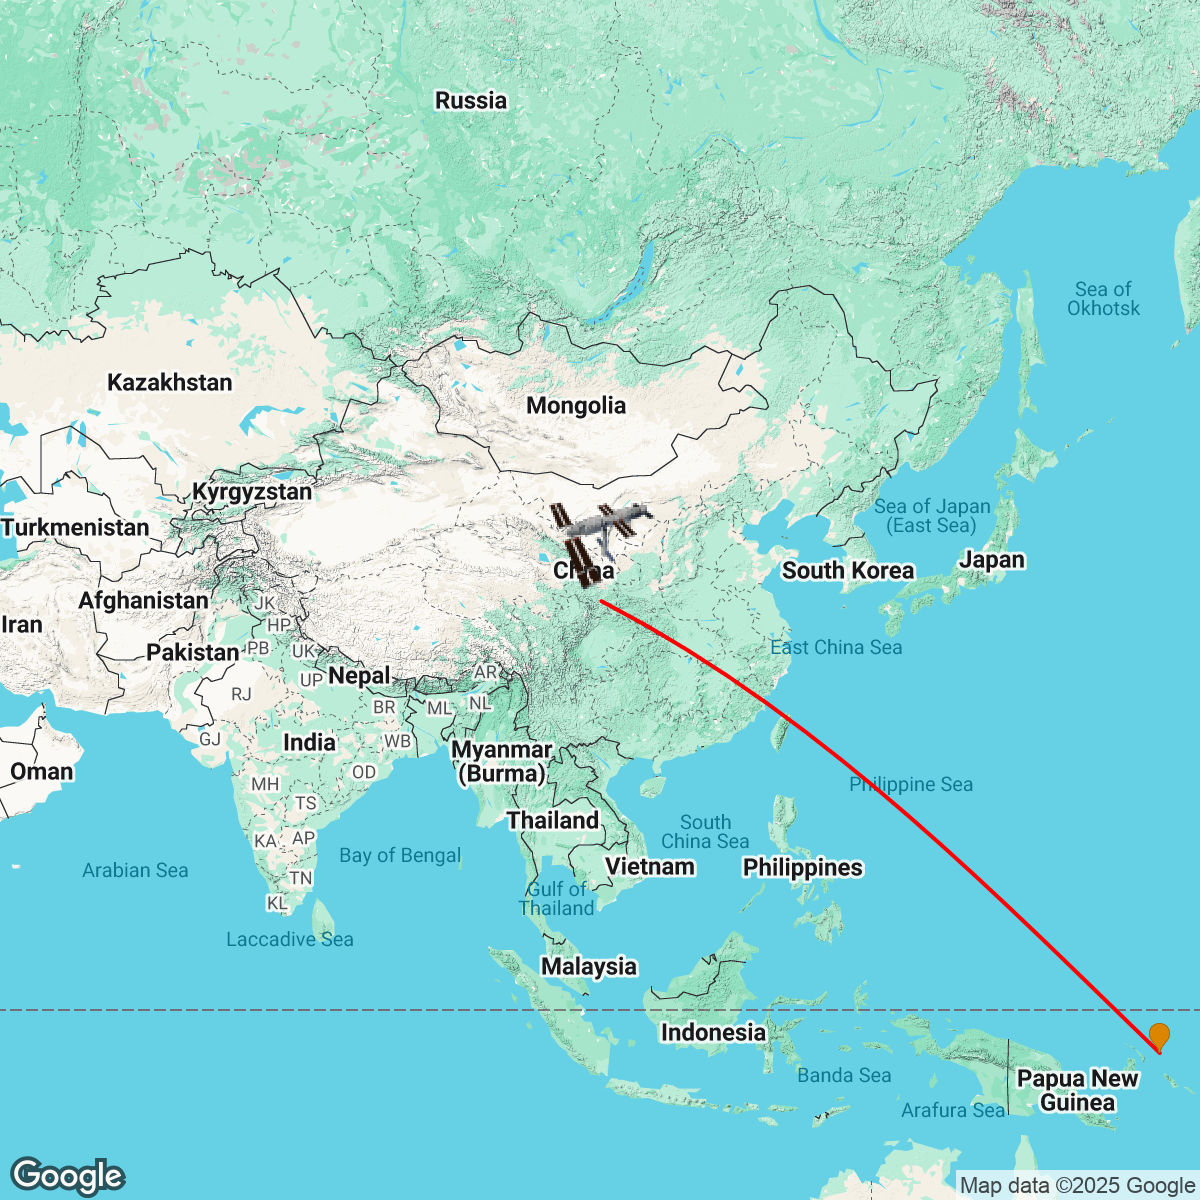 Russia
Sea of
Okhotsk
Kazakhstan
Mongolia
Kyrgyzstan
Sea of Japan
(East Sea)
Turkmenistan
Japan
China
South Korea
Afghanistan
JK
Iran
HP
Pakistan
PB
UK
East China Sea
Nepal
UP
AR
RJ
BR
ML
NL
GJ
India
WB
Myanmar
(Burma)
Oman
OD
MH
Philippine Sea
TS
Thailand
South
China Sea
KA
AP
Bay of Bengal
Vietnam
Philippines
Arabian Sea
TN
Gulf of
Thailand
KL
Laccadive Sea
Malaysia
Indonesia
Banda Sea
Papua New
Guinea
Arafura Sea
Google
Map data ©2025 Google